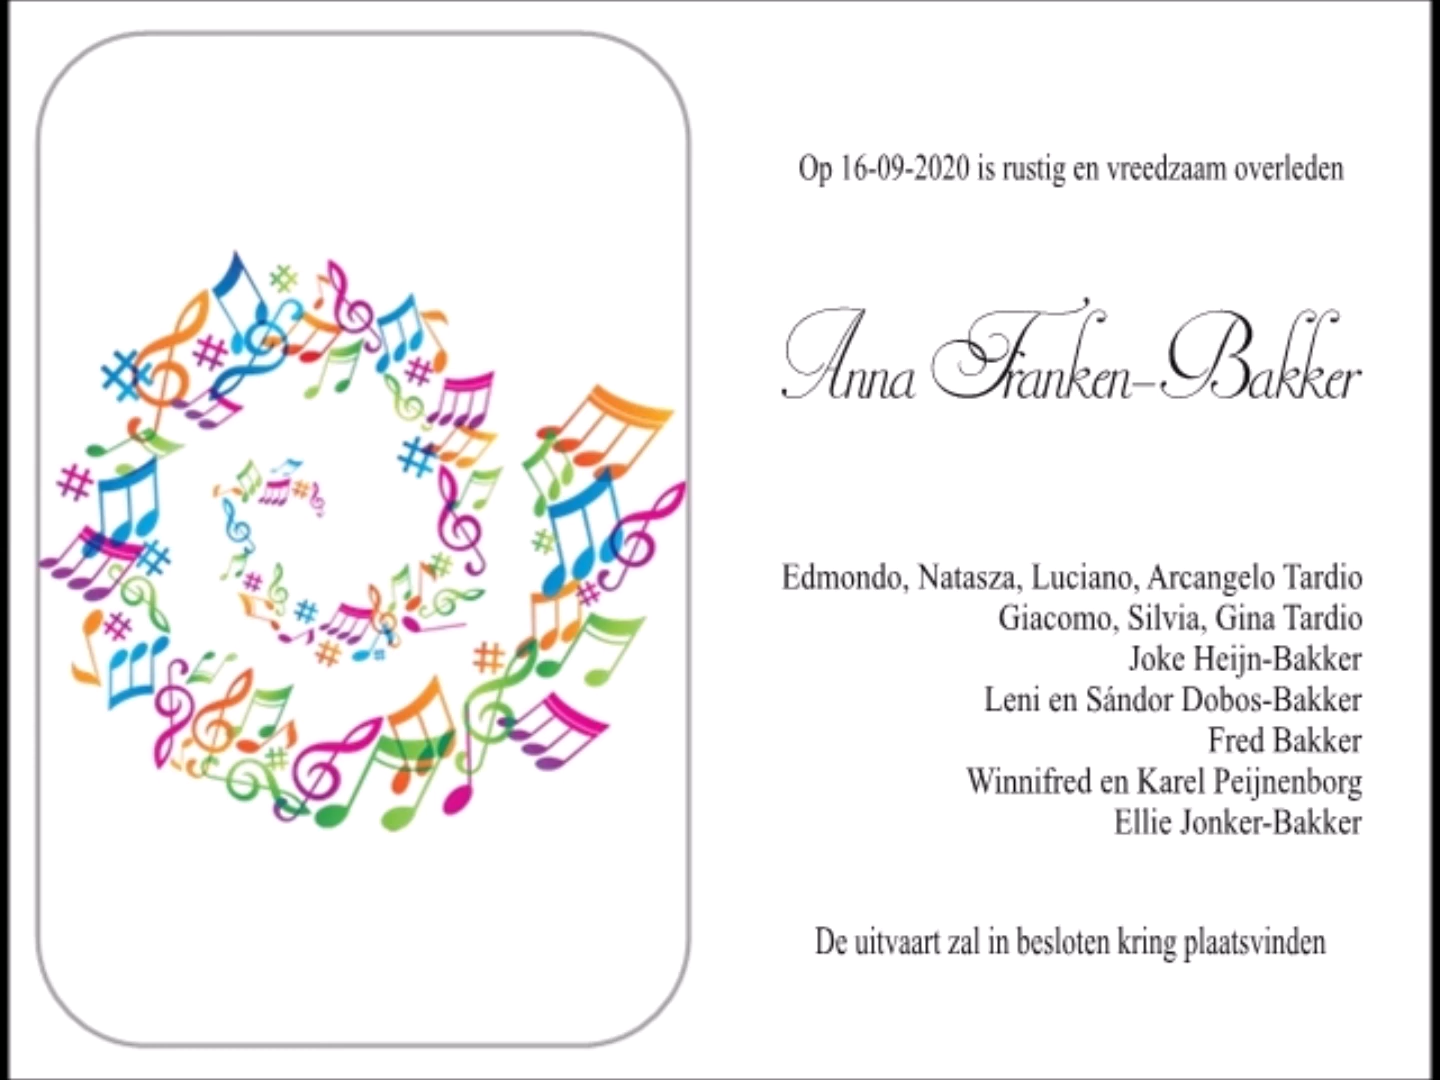 Op 16-09-2020 is rustig en vreedzaam overleden
Anna Franken-Bakker
Edmondo, Natasza, Luciano, Arcangelo Tardio
Giacomo, Silvia, Gina Tardio
Joke Heijn-Bakker
Leni en Sándor Dobos-Bakker
Fred Bakker
Winnifred en Karel Peijnenborg
Ellie Jonker-Bakker
De uitvaart zal in besloten kring plaatsvinden